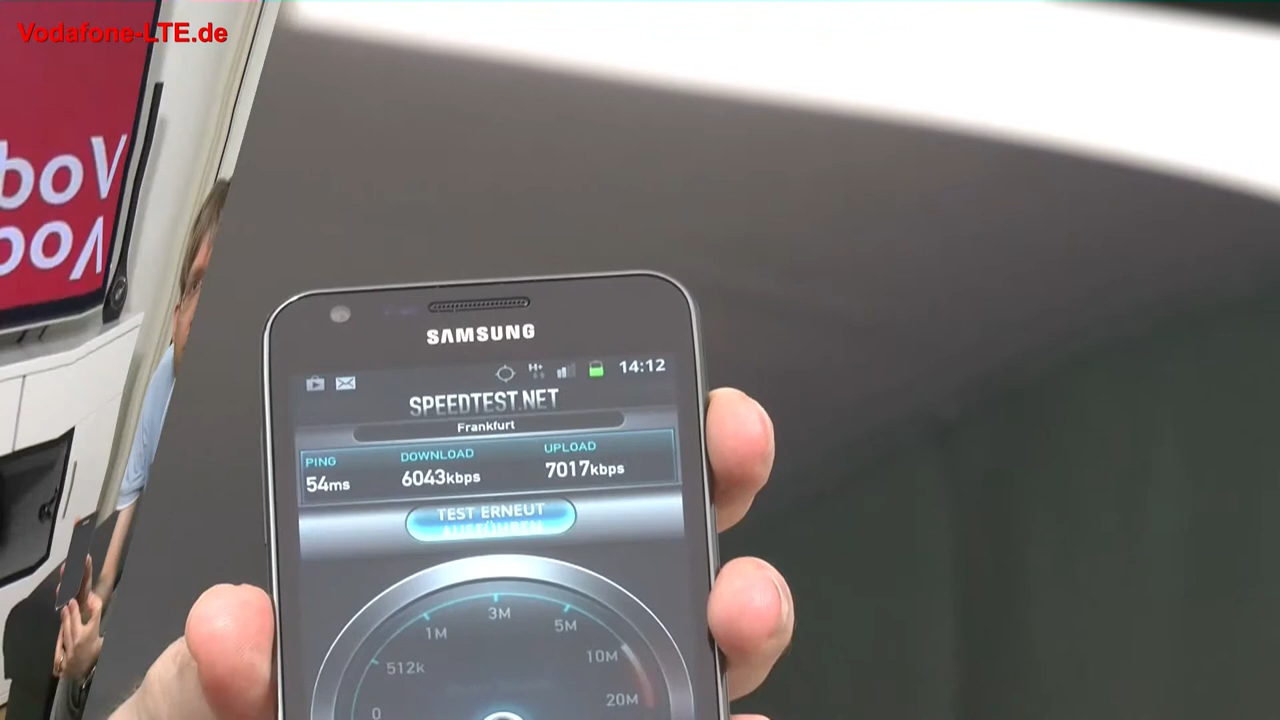 Vodafone-LTE.de
SAMSUNG
H+
14:12
SPEEDTEST.NET
Frankfurt
PING
DOWNLOAD
UPLOAD
54ms
6043kbps
7017kbps
TEST ERNEUT
512k
1M
3M
5M
10M
20M
0